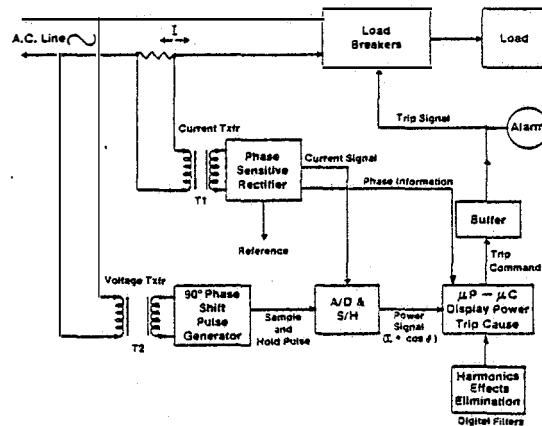 I
A.C. Line
Load
Breakers
Load
Trip Signal
Alarm
Current Txfr
Current Signal
Phase
Sensitive
Rectifier
Phase Information
T1
Buffer
Reference
Trip
Command
Voltage Txfr
90° Phase
Shift
Pulse
Generator
A/D &
S/H
μP — μC
Display Power
Trip Cause
Sample
and
Hold Pulse
Power
Signal
T2
Harmonics
Effects
Elimination
Digital Filters